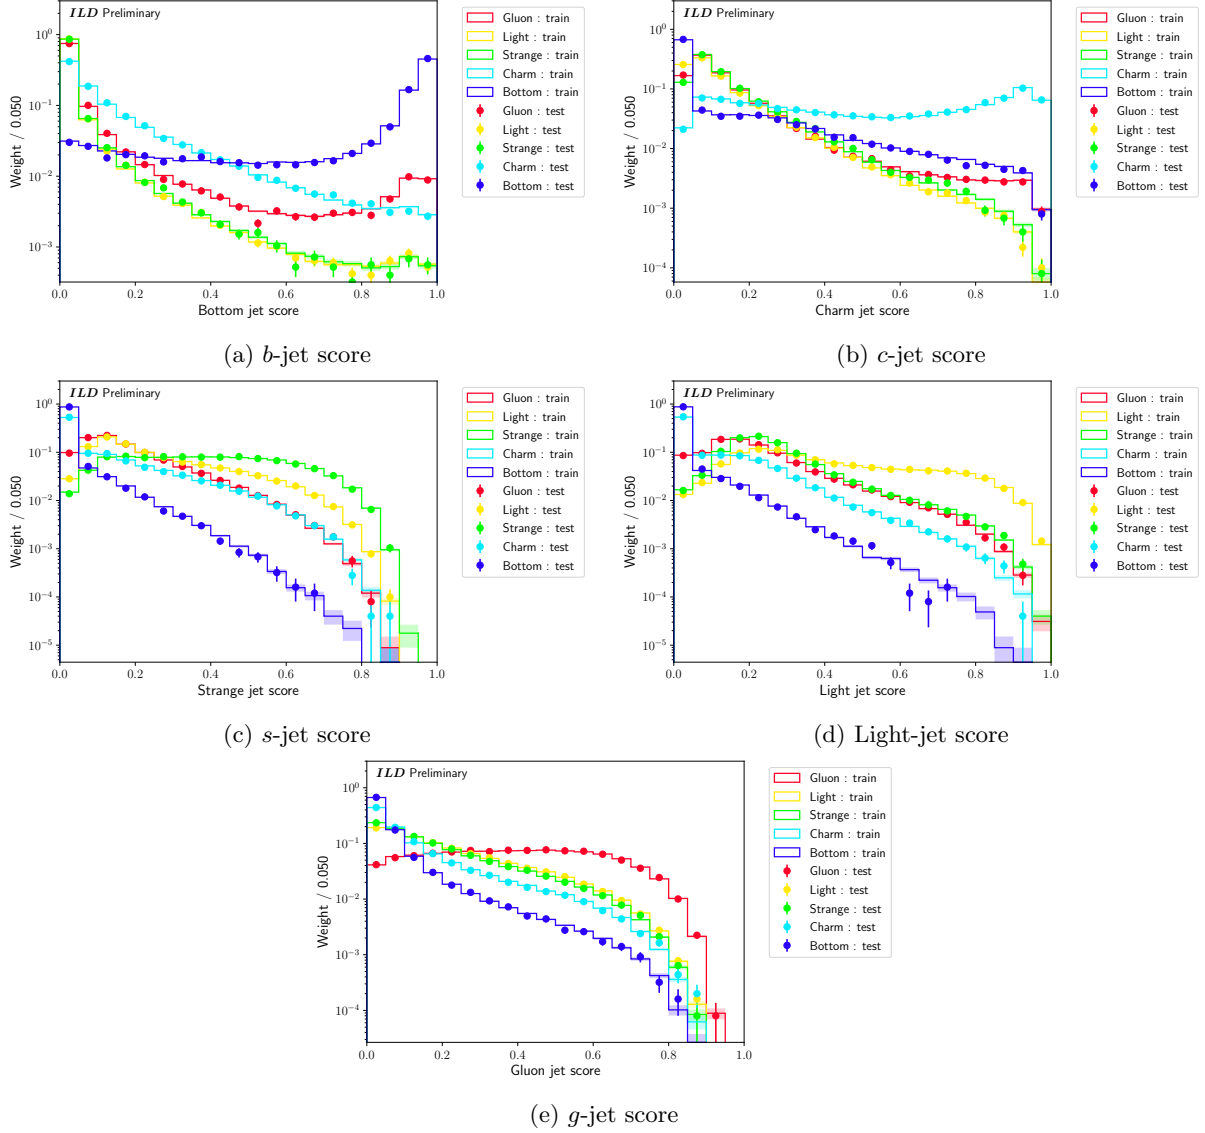 ILD Preliminary
10⁰
10⁻¹
10⁻²
10⁻³
Weight / 0.050
0.0 0.2 0.4 0.6 0.8 1.0
Bottom jet score
Gluon : train
Light : train
Strange : train
Charm : train
Bottom : train
Gluon : test
Light : test
Strange : test
Charm : test
Bottom : test
(a) b-jet score
ILD Preliminary
10⁰
10⁻¹
10⁻²
10⁻³
10⁻⁴
Weight / 0.050
0.0 0.2 0.4 0.6 0.8 1.0
Charm jet score
Gluon : train
Light : train
Strange : train
Charm : train
Bottom : train
Gluon : test
Light : test
Strange : test
Charm : test
Bottom : test
(b) c-jet score
ILD Preliminary
10⁰
10⁻¹
10⁻²
10⁻³
10⁻⁴
10⁻⁵
Weight / 0.050
0.0 0.2 0.4 0.6 0.8 1.0
Strange jet score
Gluon : train
Light : train
Strange : train
Charm : train
Bottom : train
Gluon : test
Light : test
Strange : test
Charm : test
Bottom : test
(c) s-jet score
ILD Preliminary
10⁰
10⁻¹
10⁻²
10⁻³
10⁻⁴
10⁻⁵
Weight / 0.050
0.0 0.2 0.4 0.6 0.8 1.0
Light jet score
Gluon : train
Light : train
Strange : train
Charm : train
Bottom : train
Gluon : test
Light : test
Strange : test
Charm : test
Bottom : test
(d) Light-jet score
ILD Preliminary
10⁰
10⁻¹
10⁻²
10⁻³
10⁻⁴
Weight / 0.050
0.0 0.2 0.4 0.6 0.8 1.0
Gluon jet score
Gluon : train
Light : train
Strange : train
Charm : train
Bottom : train
Gluon : test
Light : test
Strange : test
Charm : test
Bottom : test
(e) g-jet score